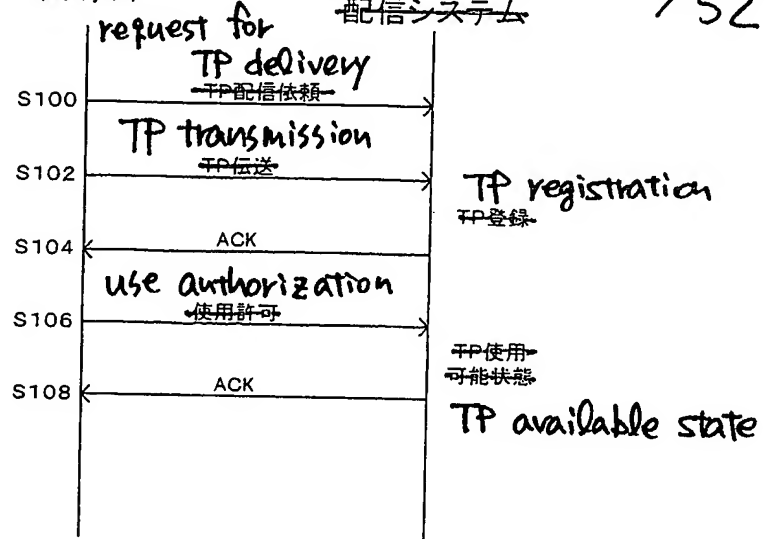 配信システム
152
request for
TP delivery
S100
TP配信依頼
TP transmission
S102
TP伝送
TP registration
TP登録
S104
ACK
use authorization
S106
使用許可
TP使用
可能状態
S108
ACK
TP available state